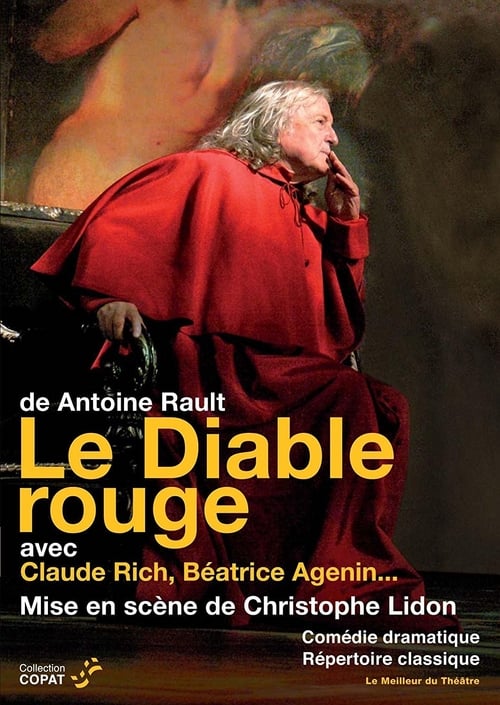 de Antoine Rault
Le Diable
rouge
avec
Claude Rich, Béatrice Agenin...
Mise en scène de Christophe Lidon
Comédie dramatique
Répertoire classique
Le Meilleur du Théâtre
Collection
COPAT